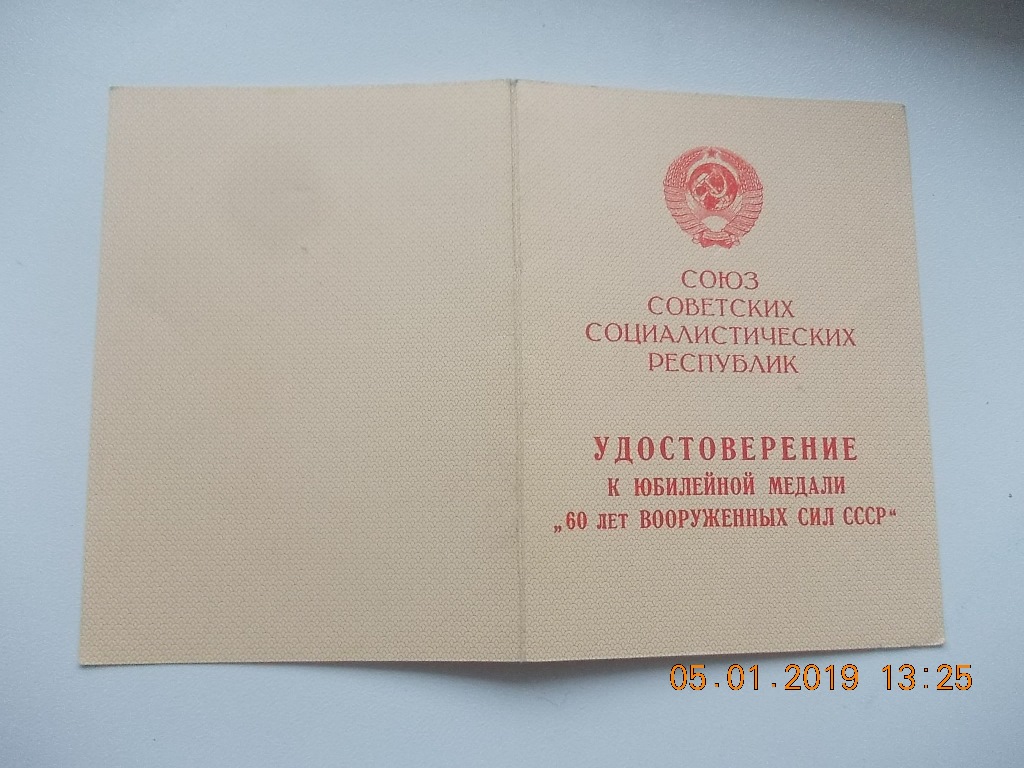 СОЮЗ
СОВЕТСКИХ
СОЦИАЛИСТИЧЕСКИХ
РЕСПУБЛИК
УДОСТОВЕРЕНИЕ
К ЮБИЛЕЙНОЙ МЕДАЛИ
„60 лет ВООРУЖЕННЫХ СИЛ СССР“
05.01.2019 13:25